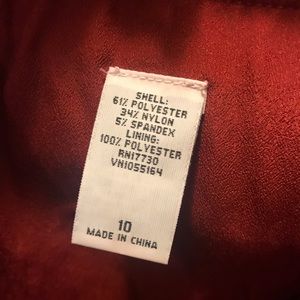 SHELL:
61% POLYESTER
34% NYLON
5% SPANDEX
LINING:
100% POLYESTER
RN17730
VN1055164
10
MADE IN CHINA